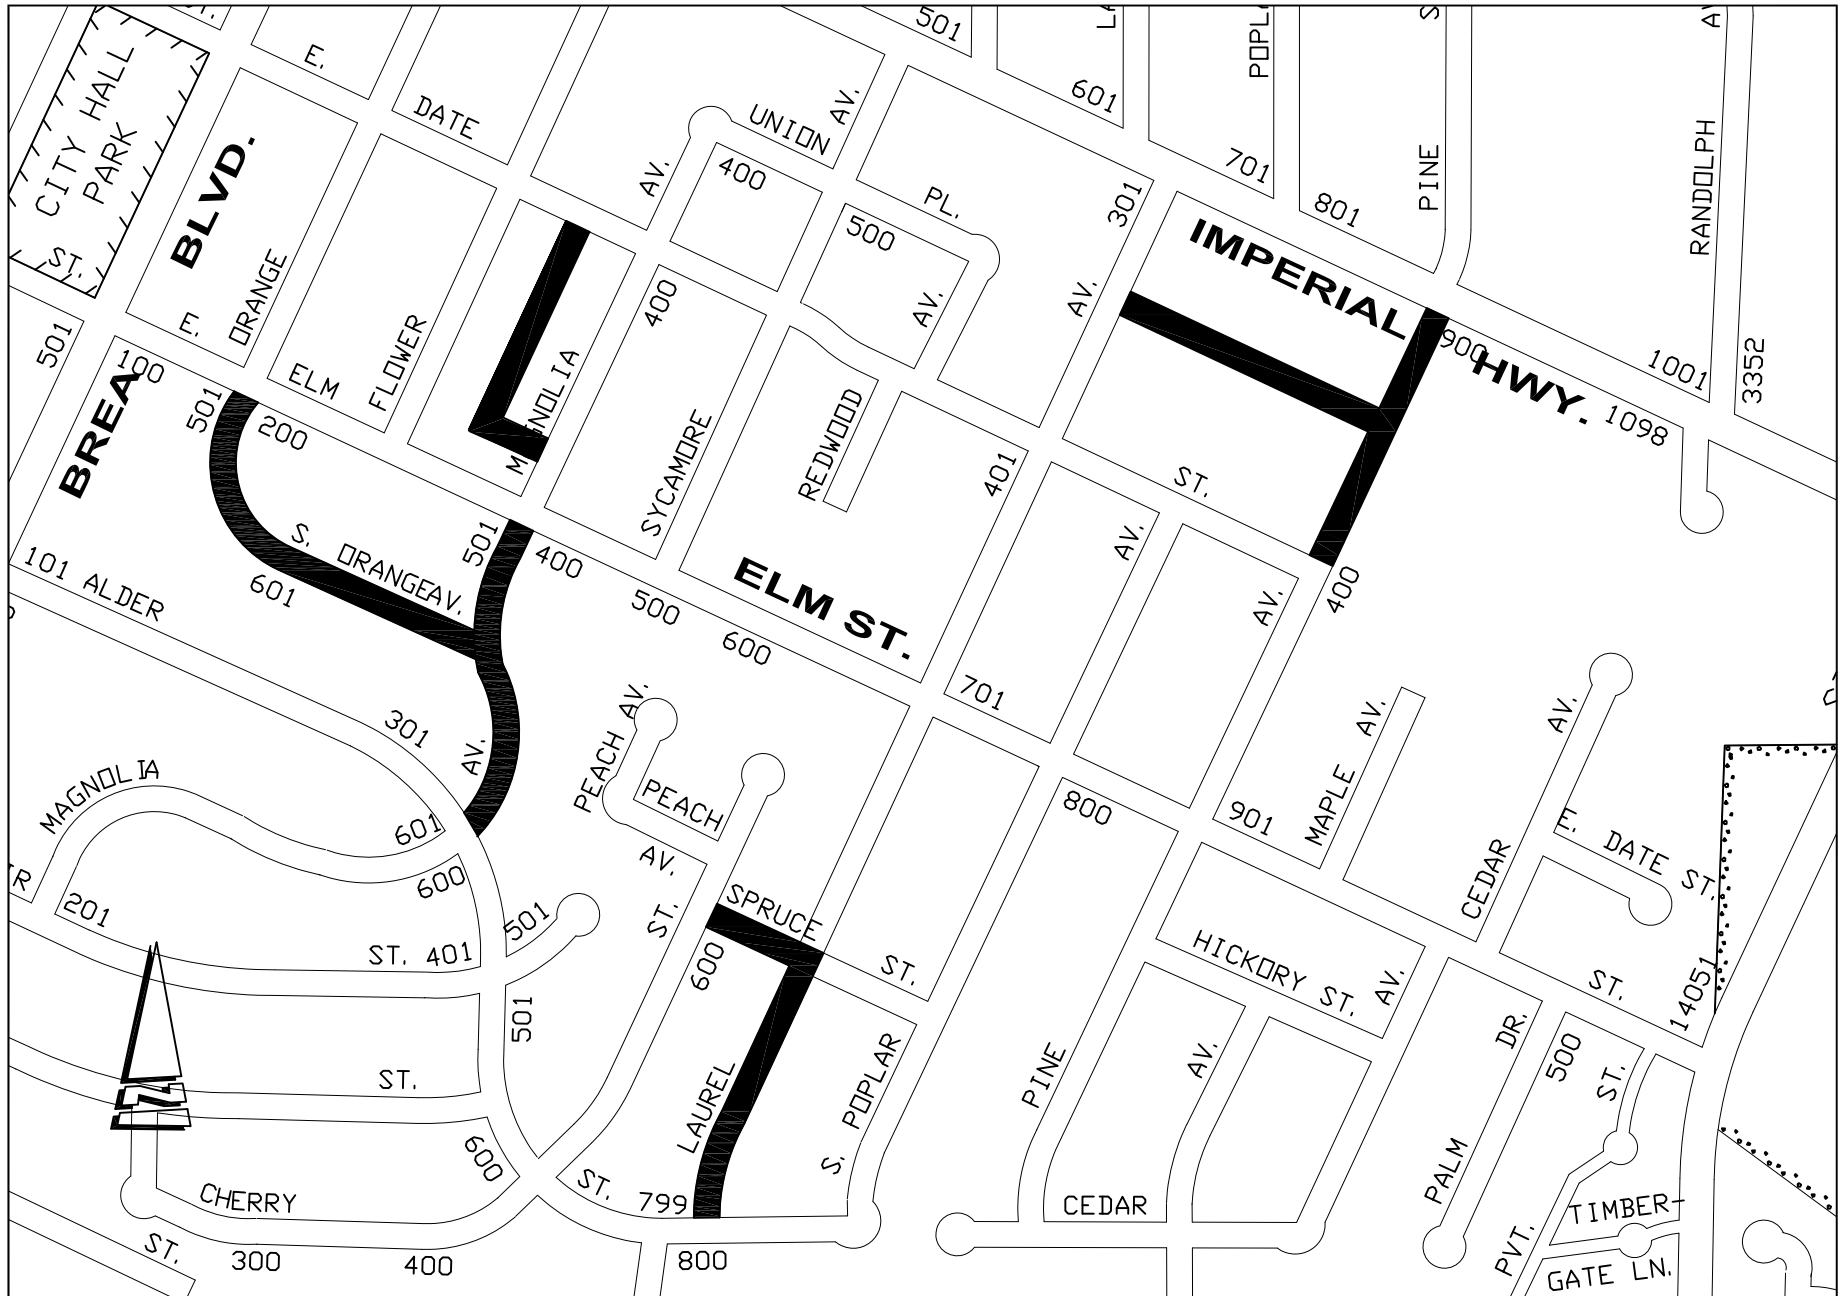 ST.
501
E.
CITY HALL
PARK
ST.
DATE
UNION
AV.
AV.
400
PL.
500
AV.
601
701
POPL
PINE
S
801
RANDOLPH
AV
301
AV.
IMPERIAL
HWY.
900
1001
3352
1098
BREA
BLVD.
E.
ORANGE
ELM
FLOWER
501
100
501
200
MAGNOLIA
400
SYCAMORE
REDWOOD
401
ST.
AV.
AV.
400
S. ORANGE AV.
601
501
400
500
600
ELM ST.
701
101 ALDER
301
AV.
MAGNOLIA
601
600
201
ST. 401
501
501
PEACH AV.
PEACH
AV.
ST.
SPRUCE
ST.
600
800
901
MAPLE AV.
CEDAR
AV.
E. DATE ST.
HICKORY ST.
AV.
ST.
14051
ST.
600
CHERRY
ST.
300
400
ST. 799
800
LAUREL
S. POPLAR
PINE
AV.
CEDAR
PALM
DR.
500
ST.
PVT.
TIMBER-
GATE LN.
N